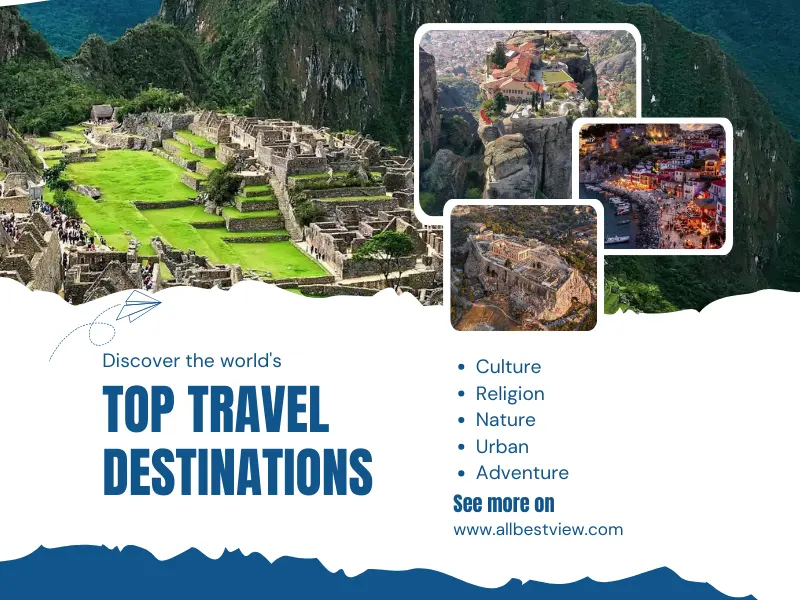 Discover the world's
TOP TRAVEL
DESTINATIONS
• Culture
• Religion
• Nature
• Urban
• Adventure
See more on
www.allbestview.com